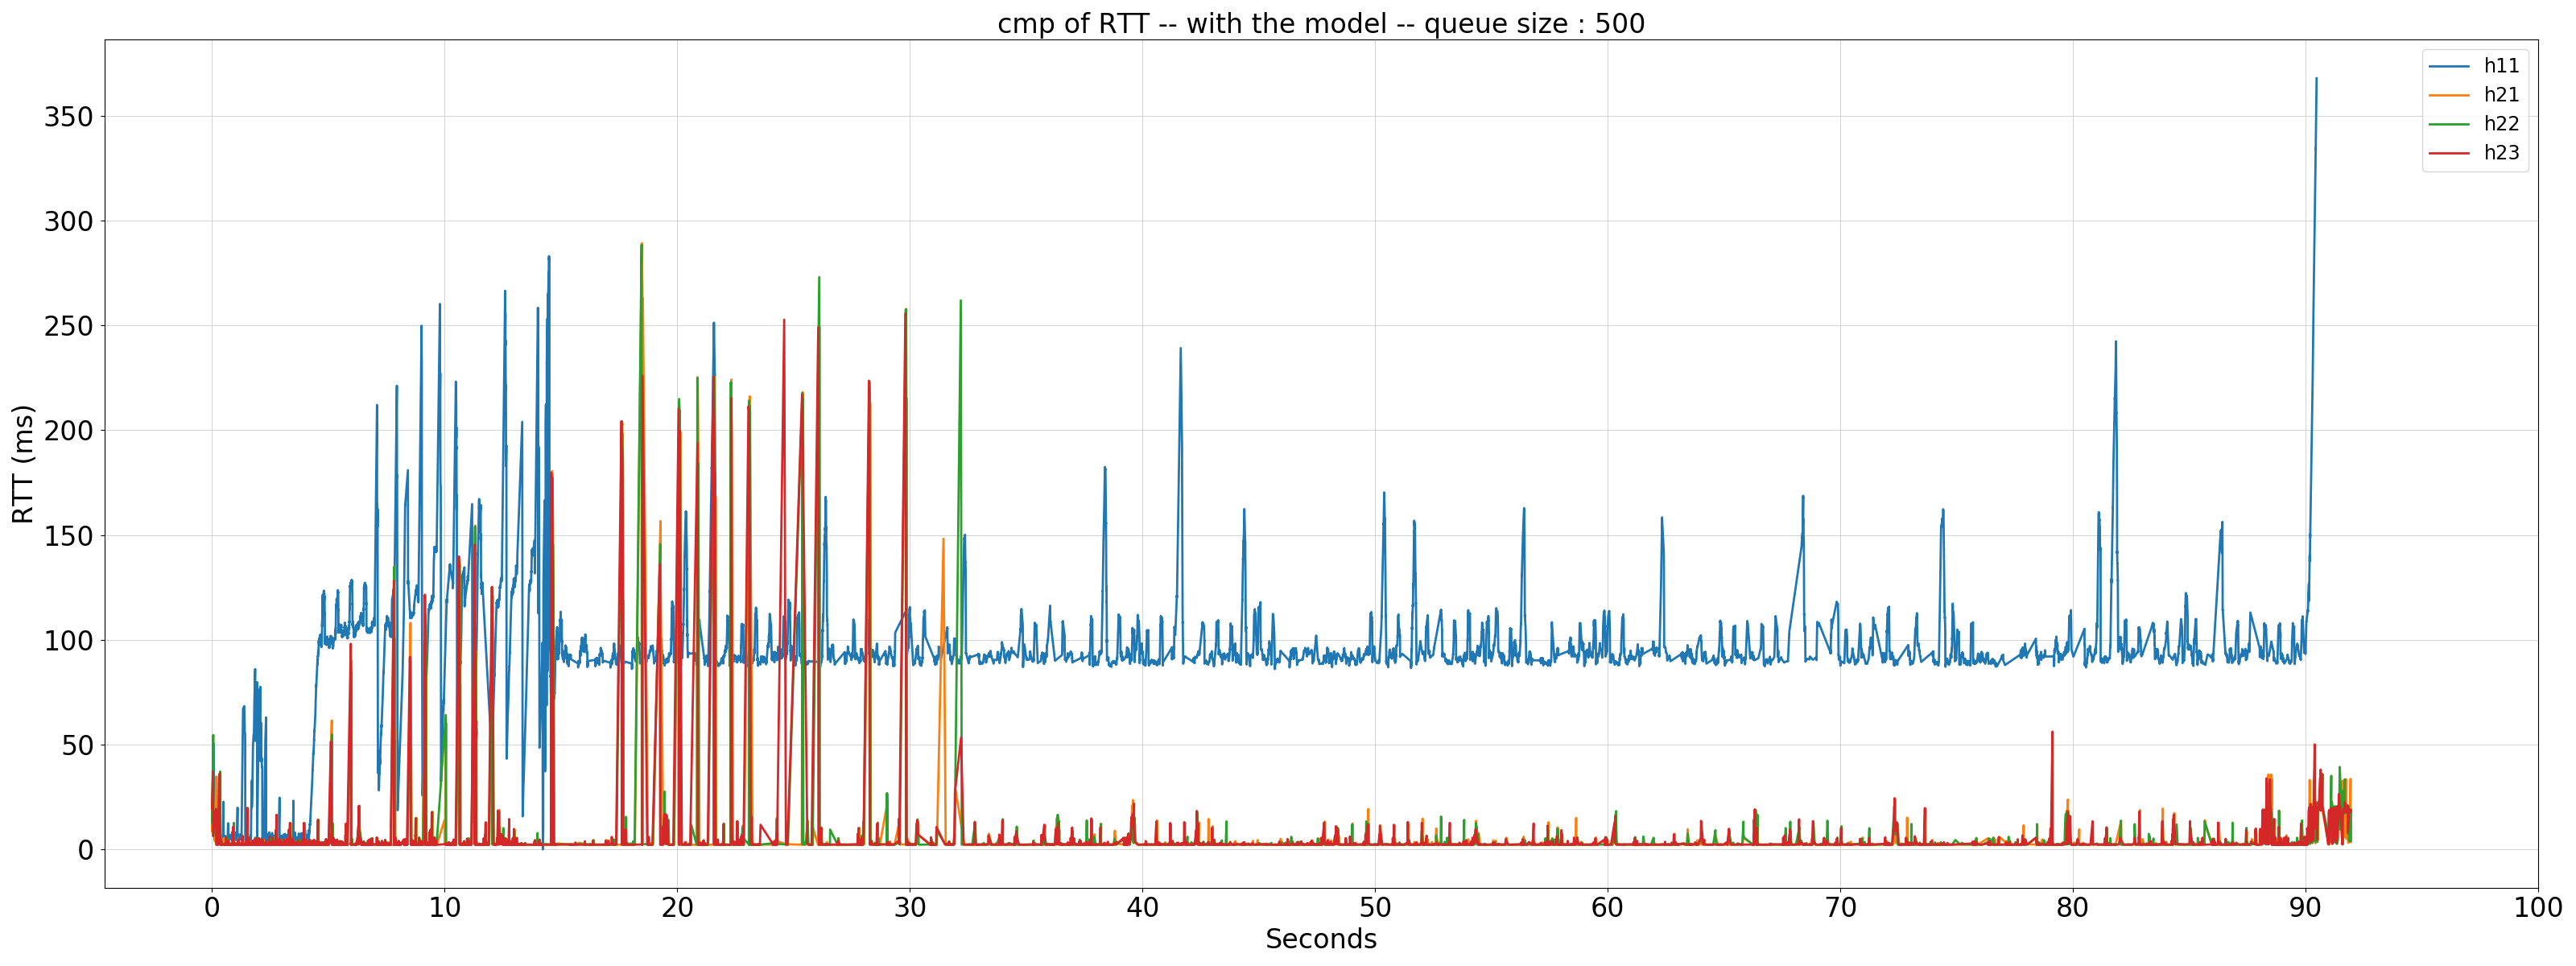 cmp of RTT -- with the model -- queue size : 500
h11
h21
h22
h23
RTT (ms)
350
300
250
200
150
100
50
0
0 10 20 30 40 50 60 70 80 90 100
Seconds